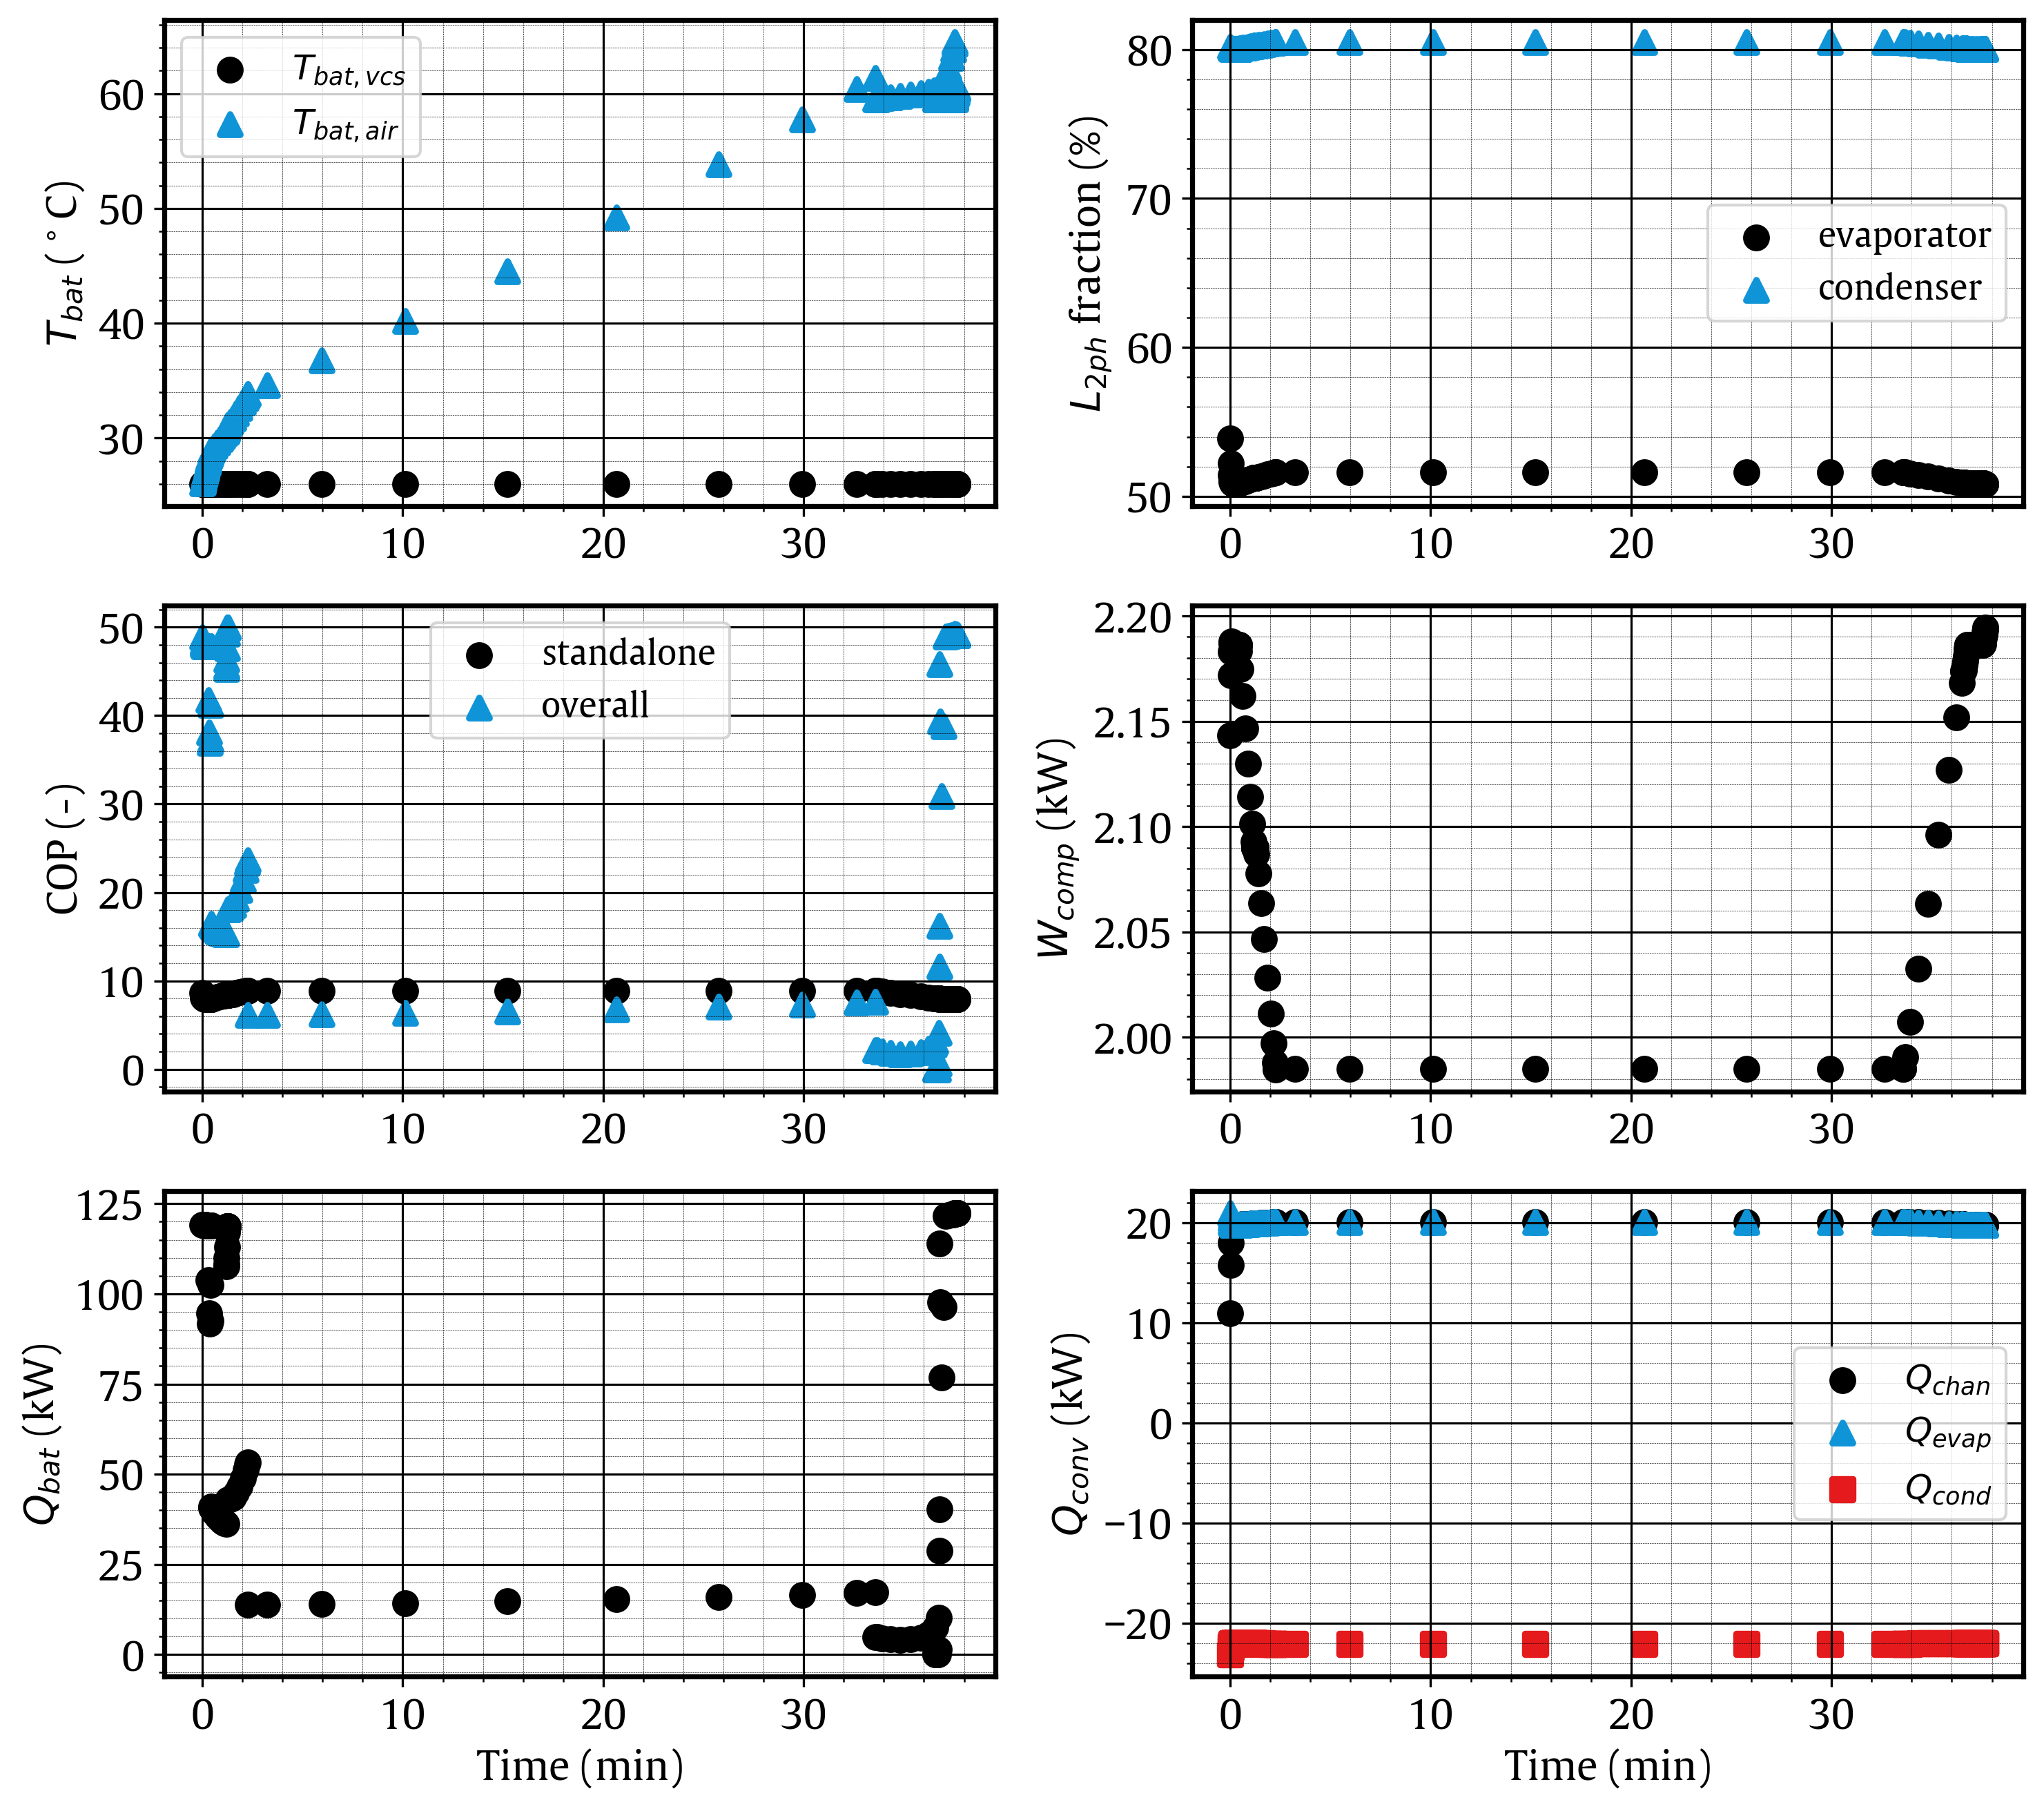 T_bat (°C)
60
50
40
30
T_bat,vcs
T_bat,air
0 10 20 30
L_2ph fraction (%)
80
70
60
50
evaporator
condenser
0 10 20 30
COP (-)
50
40
30
20
10
0
standalone
overall
0 10 20 30
W_comp (kW)
2.20
2.15
2.10
2.05
2.00
0 10 20 30
Q_bat (kW)
125
100
75
50
25
0
0 10 20 30
Time (min)
Q_conv (kW)
20
10
0
−10
−20
Q_chan
Q_evap
Q_cond
0 10 20 30
Time (min)